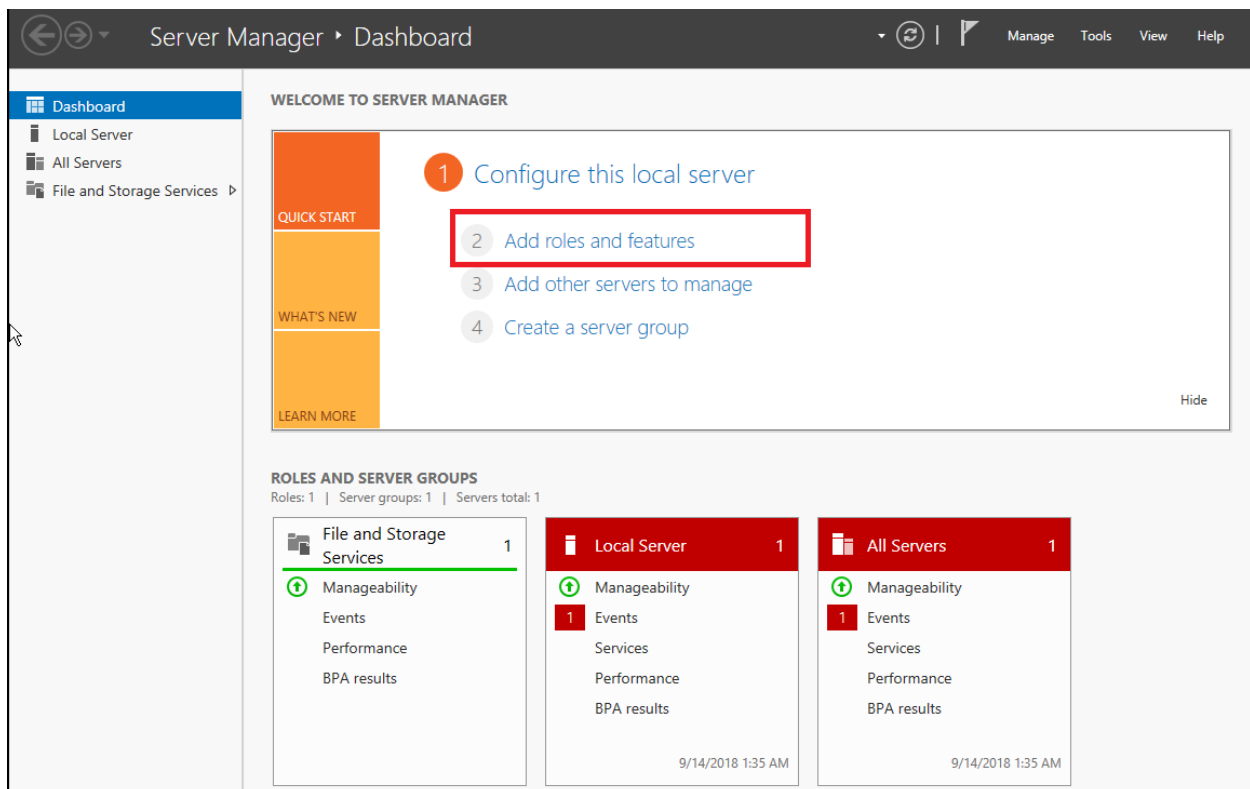 Server Manager ‣ Dashboard
Manage Tools View Help
Dashboard
Local Server
All Servers
File and Storage Services
WELCOME TO SERVER MANAGER
QUICK START
WHAT'S NEW
LEARN MORE
1 Configure this local server
2 Add roles and features
3 Add other servers to manage
4 Create a server group
Hide
ROLES AND SERVER GROUPS
Roles: 1 | Server groups: 1 | Servers total: 1
File and Storage
Services 1
Manageability
Events
Performance
BPA results
Local Server 1
Manageability
1 Events
Services
Performance
BPA results
9/14/2018 1:35 AM
All Servers 1
Manageability
1 Events
Services
Performance
BPA results
9/14/2018 1:35 AM